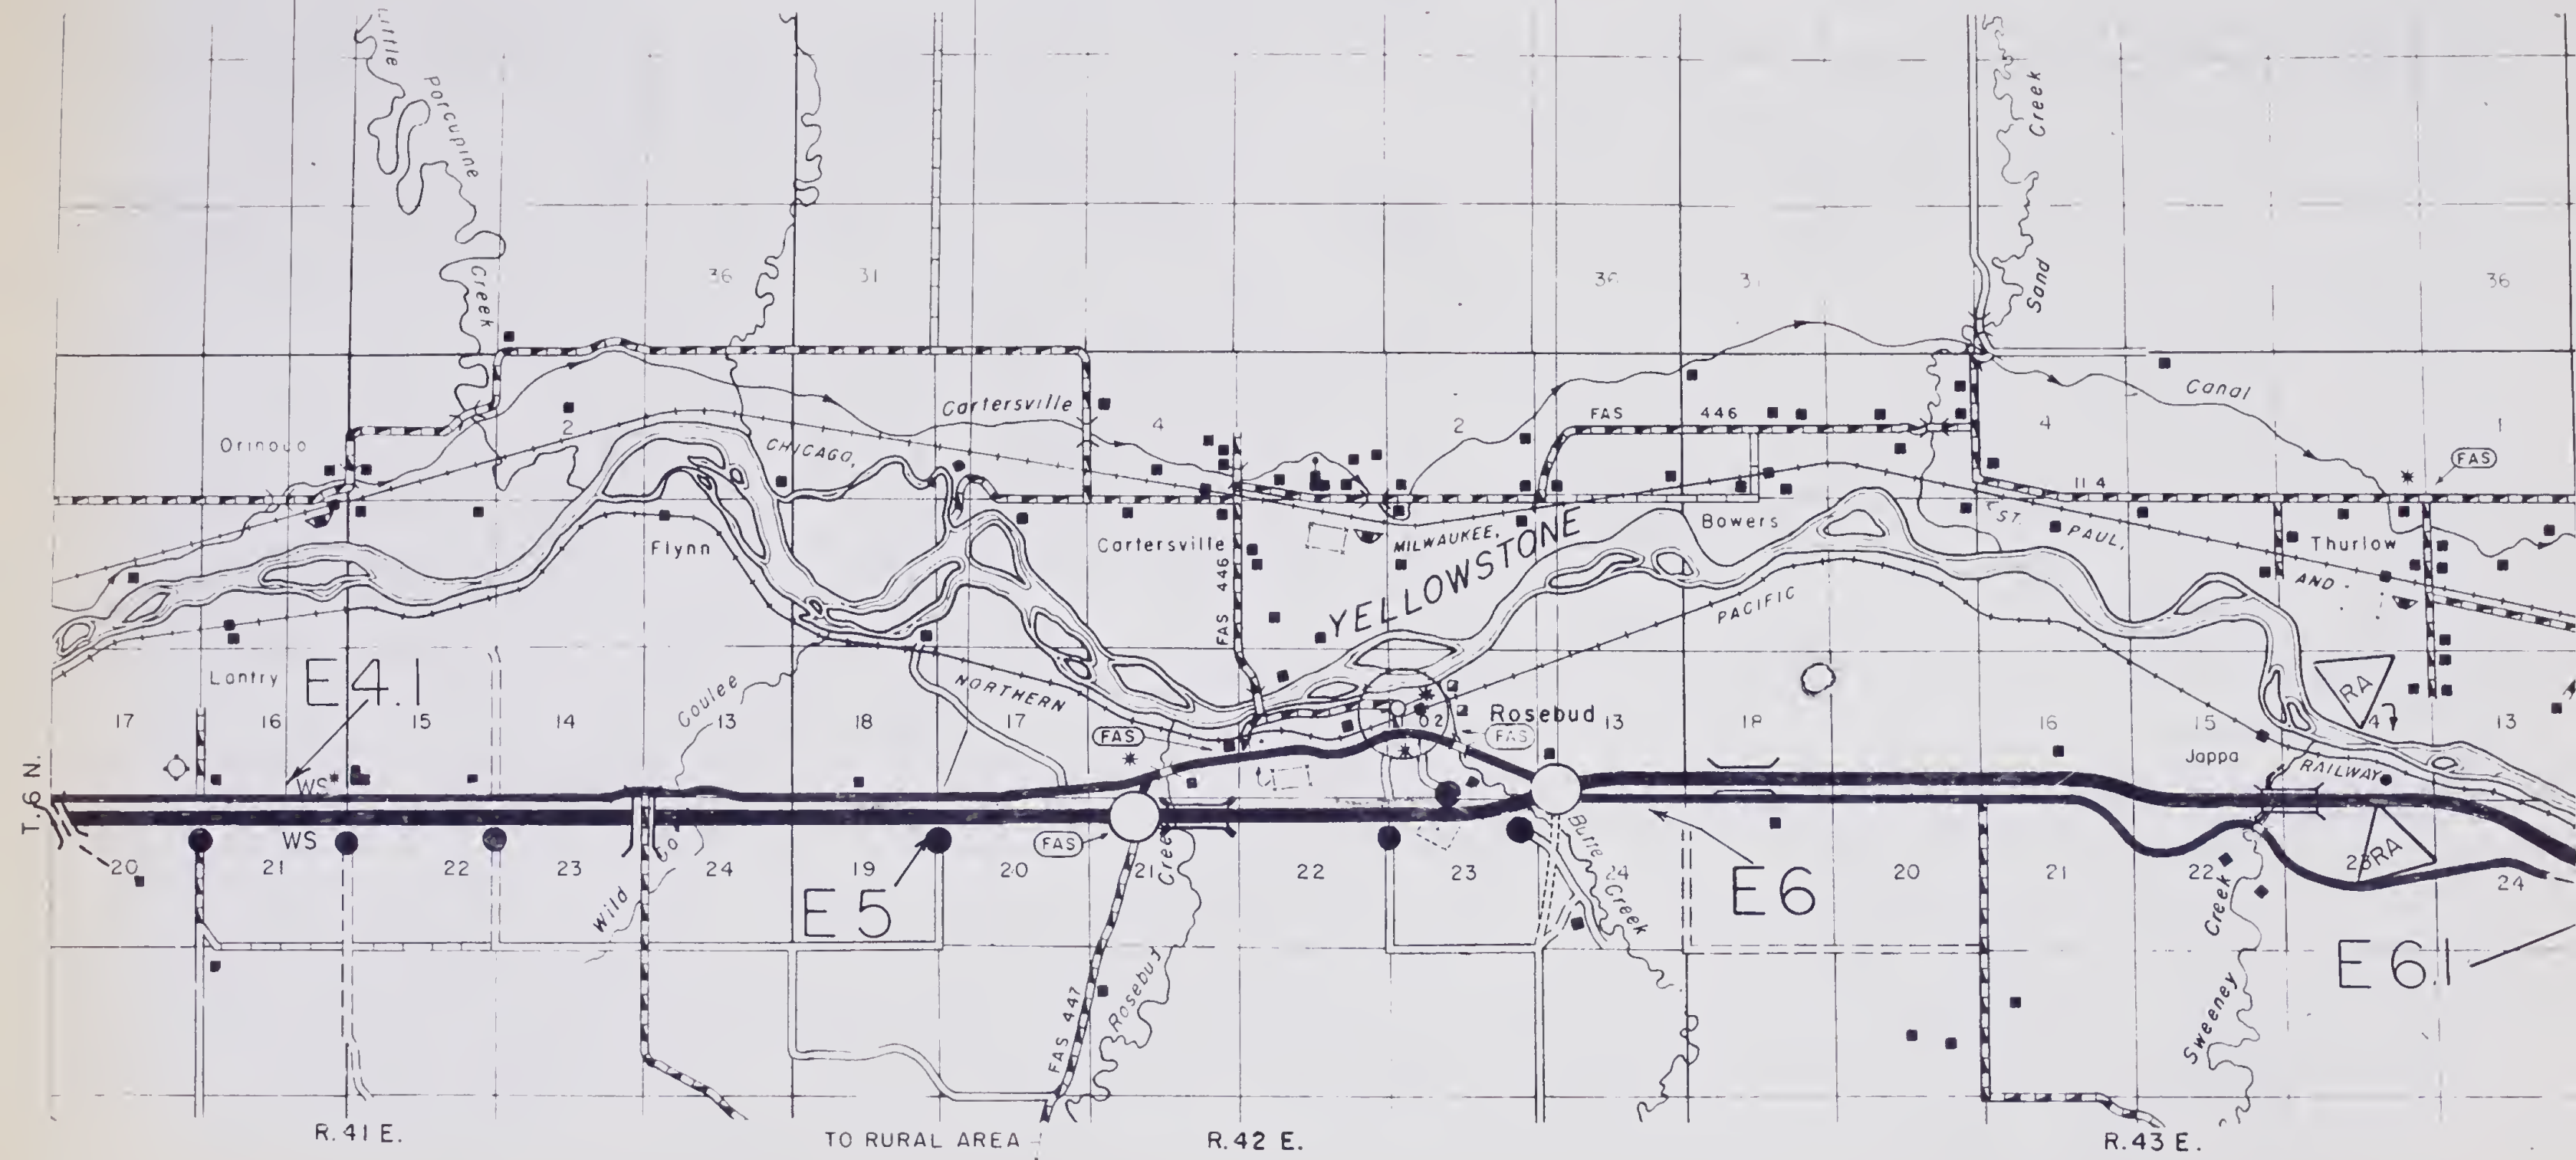 Little
Porcupine
Creek
Creek
Sand
36
31
36
36
Cartersville
Canal
Orinoco
2
CHICAGO,
4
2
FAS 446
4
1
FAS
11 4
Flynn
Cartersville
MILWAUKEE,
Bowers
ST.
PAUL,
Thurlow
AND
YELLOWSTONE
FAS 446
PACIFIC
Lantry
E4.1
Coulee
NORTHERN
RA
17
16
15
14
13
18
17
FAS
02
Rosebud
FAS
13
18
16
15
13
Jappa
RAILWAY
T. 6 N.
WS
WS
FAS
20
21
22
23
Co
24
19
20
21
Creek
22
23
Butte
Creek
24
20
21
22
23
RA
24
E5
E6
Wild
Creek
Sweeney
E6.1
Rosebud
FAS 447
R. 41 E.
TO RURAL AREA
R. 42 E.
R. 43 E.